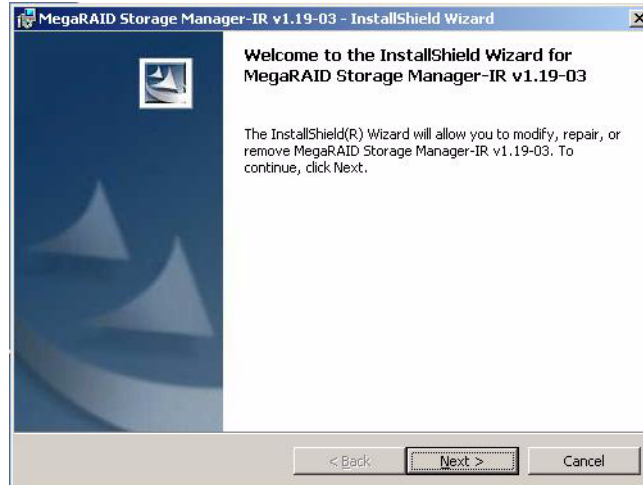 MegaRAID Storage Manager-IR v1.19-03 - InstallShield Wizard
Welcome to the InstallShield Wizard for
MegaRAID Storage Manager-IR v1.19-03
The InstallShield(R) Wizard will allow you to modify, repair, or
remove MegaRAID Storage Manager-IR v1.19-03. To
continue, click Next.
< Back
Next >
Cancel